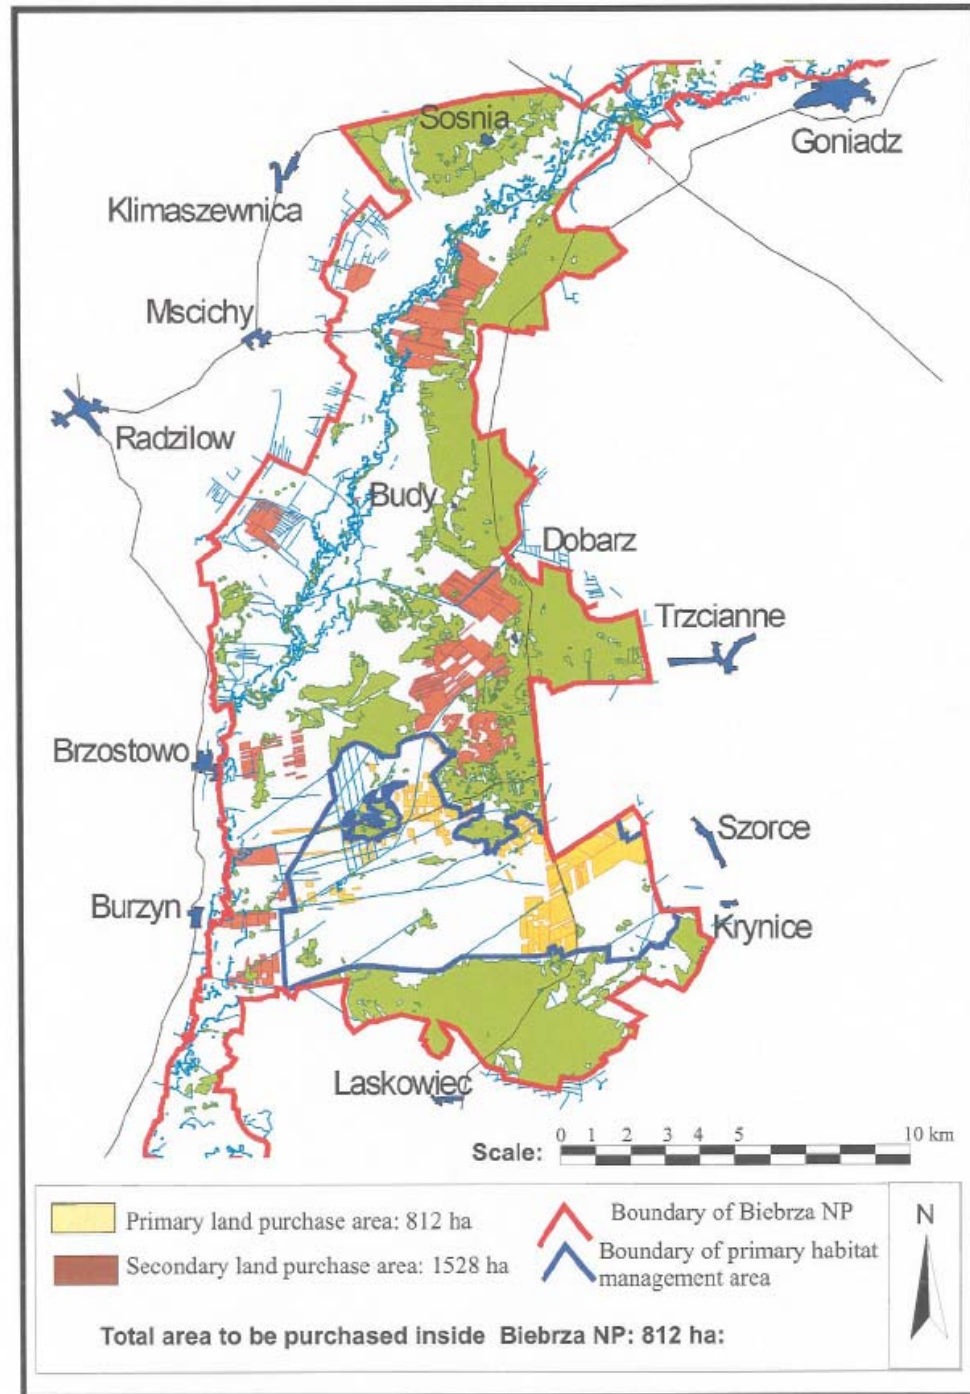 Sosnia
Goniadz
Klimaszewnica
Mscichy
Radzilow
Budy
Dobarz
Trzcianne
Brzostowo
Szorce
Burzyn
Krynice
Laskowiec
Scale: 0 1 2 3 4 5 10 km
Primary land purchase area: 812 ha
Secondary land purchase area: 1528 ha
Boundary of Biebrza NP
Boundary of primary habitat
management area
N
Total area to be purchased inside Biebrza NP: 812 ha: